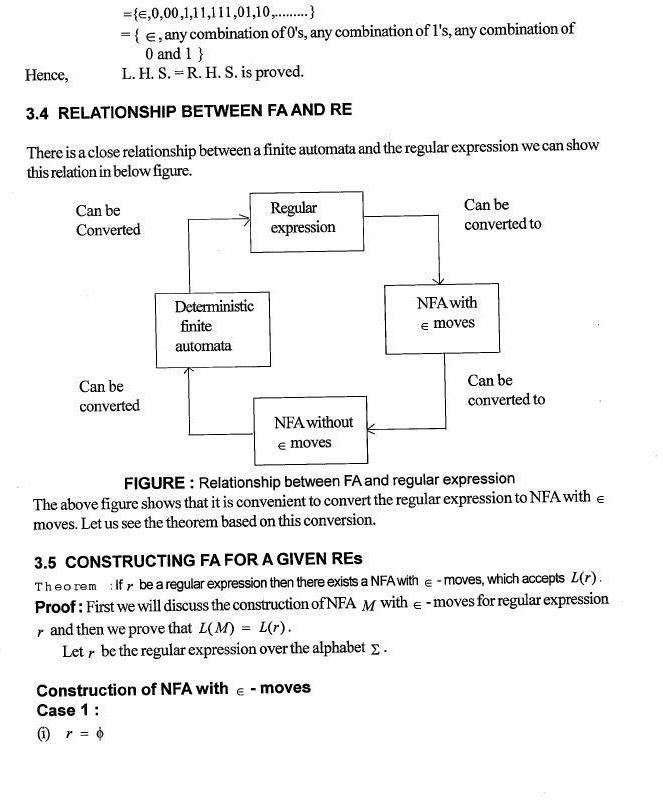 ={∈,0,00,1,11,111,01,10,.........}
= { ∈, any combination of 0's, any combination of 1's, any combination of
0 and 1 }
Hence, L. H. S. = R. H. S. is proved.
3.4 RELATIONSHIP BETWEEN FA AND RE
There is a close relationship between a finite automata and the regular expression we can show
this relation in below figure.
Can be
Converted
Regular
expression
Can be
converted to
Deterministic
finite
automata
NFA with
∈ moves
Can be
converted
NFA without
∈ moves
Can be
converted to
FIGURE : Relationship between FA and regular expression
The above figure shows that it is convenient to convert the regular expression to NFA with ∈
moves. Let us see the theorem based on this conversion.
3.5 CONSTRUCTING FA FOR A GIVEN REs
Theorem : If r be a regular expression then there exists a NFA with ∈ - moves, which accepts L(r).
Proof : First we will discuss the construction of NFA M with ∈ - moves for regular expression
r and then we prove that L(M) = L(r).
Let r be the regular expression over the alphabet Σ.
Construction of NFA with ∈ - moves
Case 1 :
(i) r = ϕ